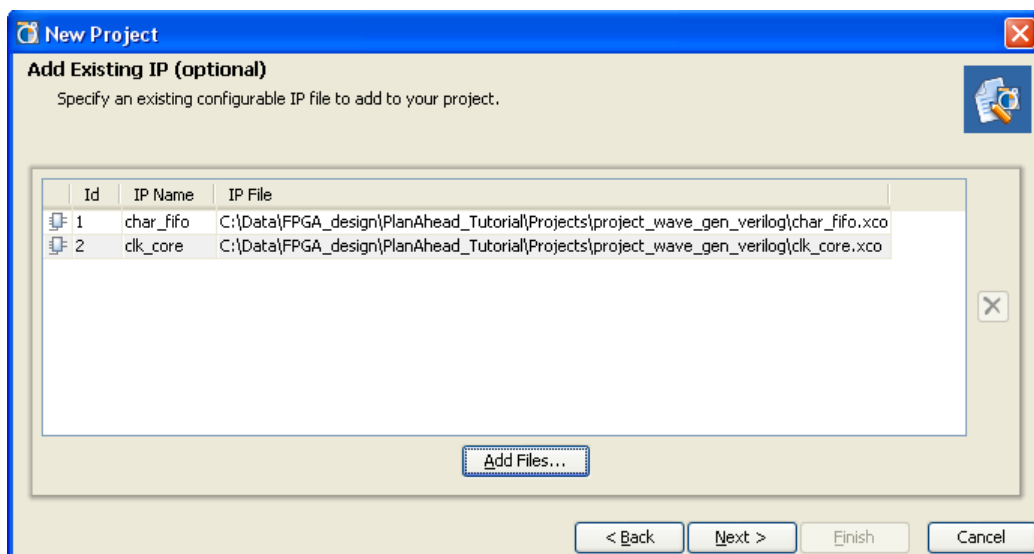 New Project
Add Existing IP (optional)
Specify an existing configurable IP file to add to your project.
Id IP Name IP File
1 char_fifo C:\Data\FPGA_design\PlanAhead_Tutorial\Projects\project_wave_gen_verilog\char_fifo.xco
2 clk_core C:\Data\FPGA_design\PlanAhead_Tutorial\Projects\project_wave_gen_verilog\clk_core.xco
Add Files...
< Back Next > Finish Cancel